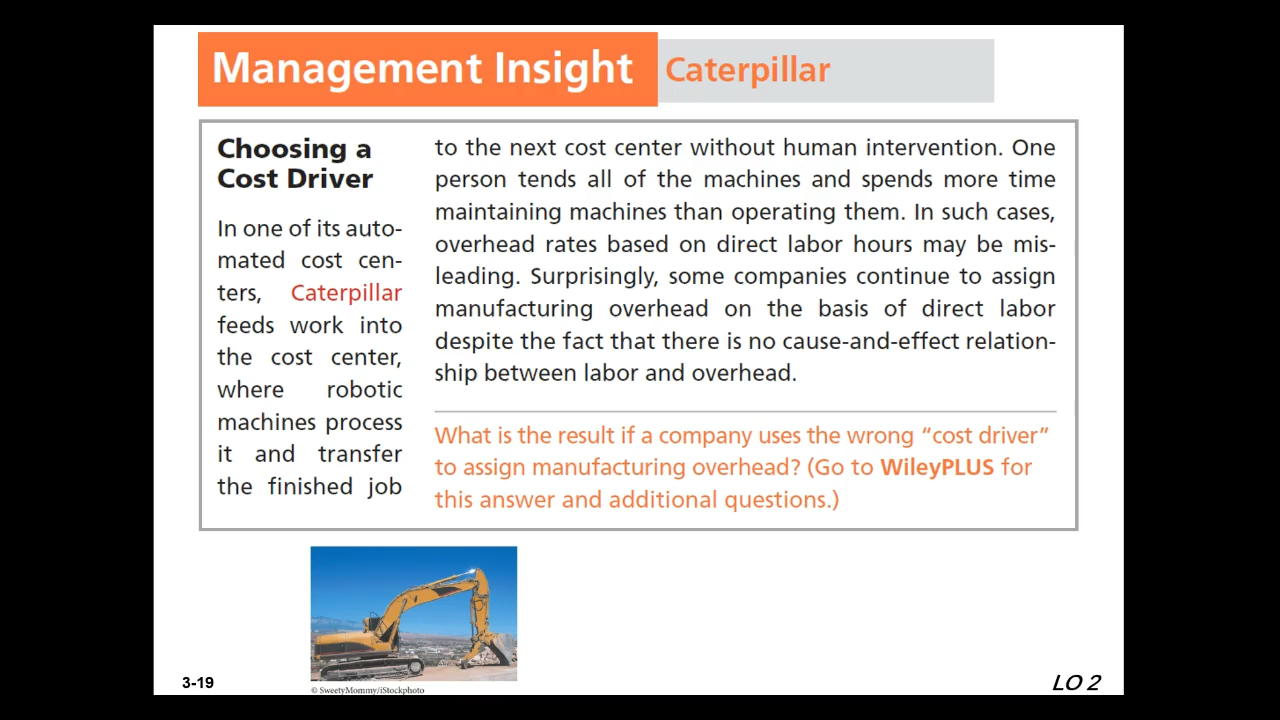 Management Insight Caterpillar
Choosing a
Cost Driver
In one of its auto-
mated cost cen-
ters, Caterpillar
feeds work into
the cost center,
where robotic
machines process
it and transfer
the finished job
to the next cost center without human intervention. One
person tends all of the machines and spends more time
maintaining machines than operating them. In such cases,
overhead rates based on direct labor hours may be mis-
leading. Surprisingly, some companies continue to assign
manufacturing overhead on the basis of direct labor
despite the fact that there is no cause-and-effect relation-
ship between labor and overhead.
What is the result if a company uses the wrong “cost driver”
to assign manufacturing overhead? (Go to WileyPLUS for
this answer and additional questions.)
© SweetyMommy/iStockphoto
3-19
LO 2